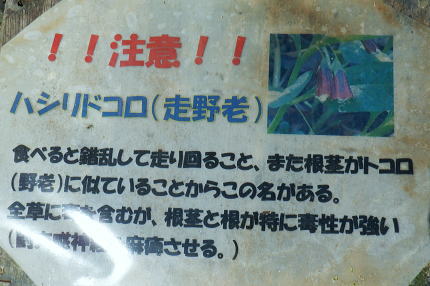 ！！注意！！
ハシリドコロ(走野老)
食べると錯乱して走り回ること、また根茎がトコロ
(野老)に似ていることからこの名がある。
全草に を含むが、根茎と根が特に毒性が強い
神経 麻痺させる。)